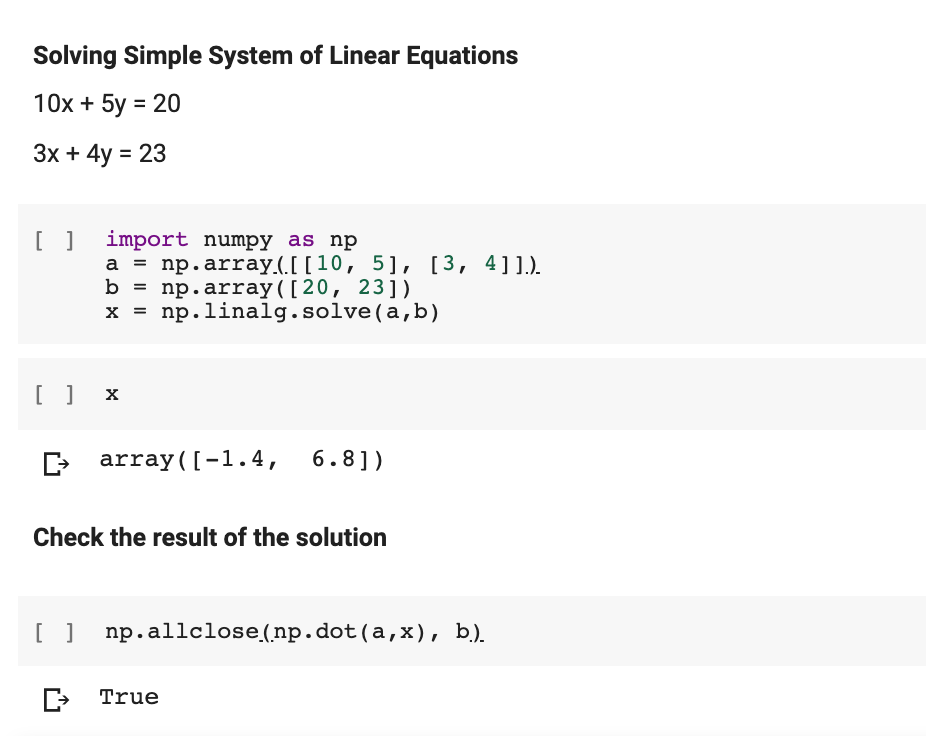 Solving Simple System of Linear Equations
10x + 5y = 20
3x + 4y = 23
[ ] import numpy as np
a = np.array([[10, 5], [3, 4]])
b = np.array([20, 23])
x = np.linalg.solve(a,b)
[ ] x
array([-1.4,  6.8])
Check the result of the solution
[ ] np.allclose(np.dot(a,x), b)
True